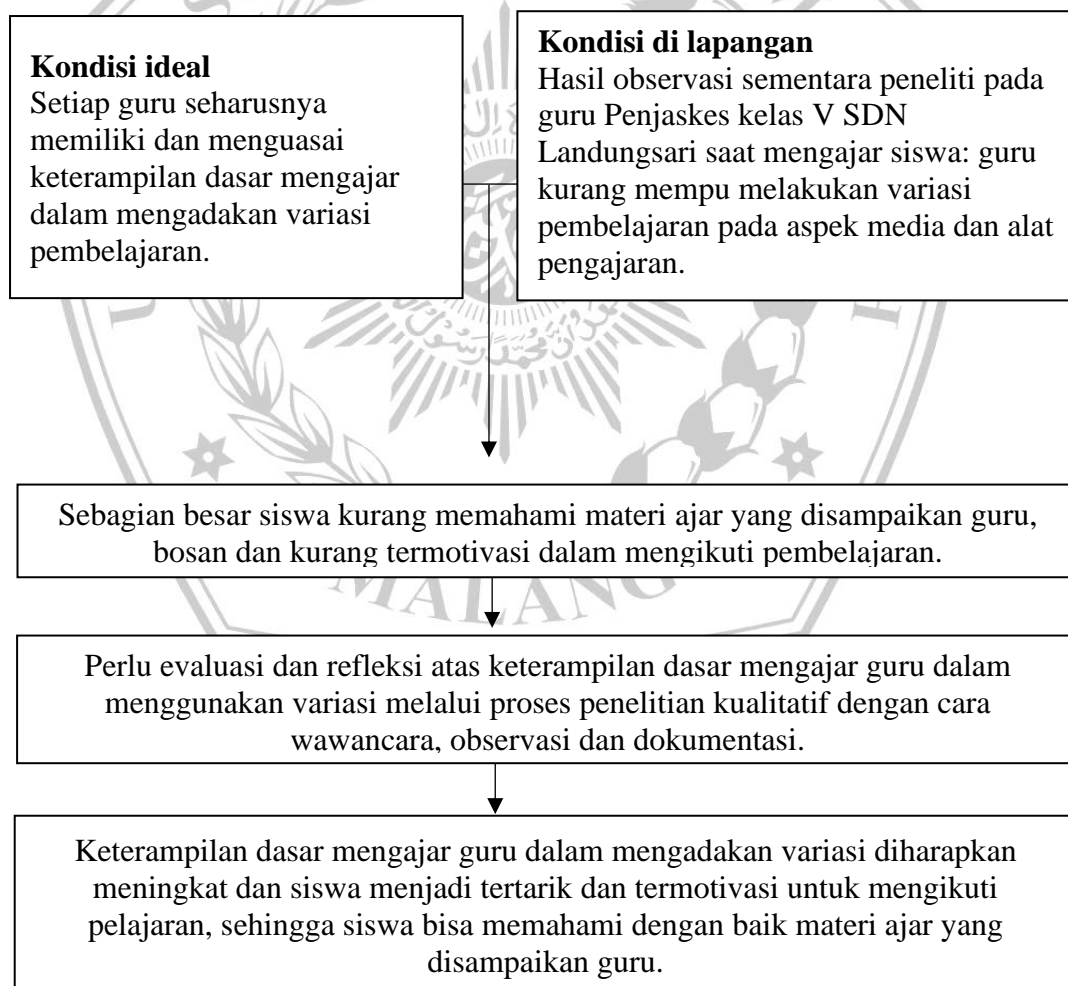 Kondisi ideal
Setiap guru seharusnya
memiliki dan menguasai
keterampilan dasar mengajar
dalam mengadakan variasi
pembelajaran.
Kondisi di lapangan
Hasil observasi sementara peneliti pada
guru Penjaskes kelas V SDN
Landungsari saat mengajar siswa: guru
kurang mempu melakukan variasi
pembelajaran pada aspek media dan alat
pengajaran.
Sebagian besar siswa kurang memahami materi ajar yang disampaikan guru,
bosan dan kurang termotivasi dalam mengikuti pembelajaran.
MALANG
Perlu evaluasi dan refleksi atas keterampilan dasar mengajar guru dalam
menggunakan variasi melalui proses penelitian kualitatif dengan cara
wawancara, observasi dan dokumentasi.
Keterampilan dasar mengajar guru dalam mengadakan variasi diharapkan
meningkat dan siswa menjadi tertarik dan termotivasi untuk mengikuti
pelajaran, sehingga siswa bisa memahami dengan baik materi ajar yang
disampaikan guru.